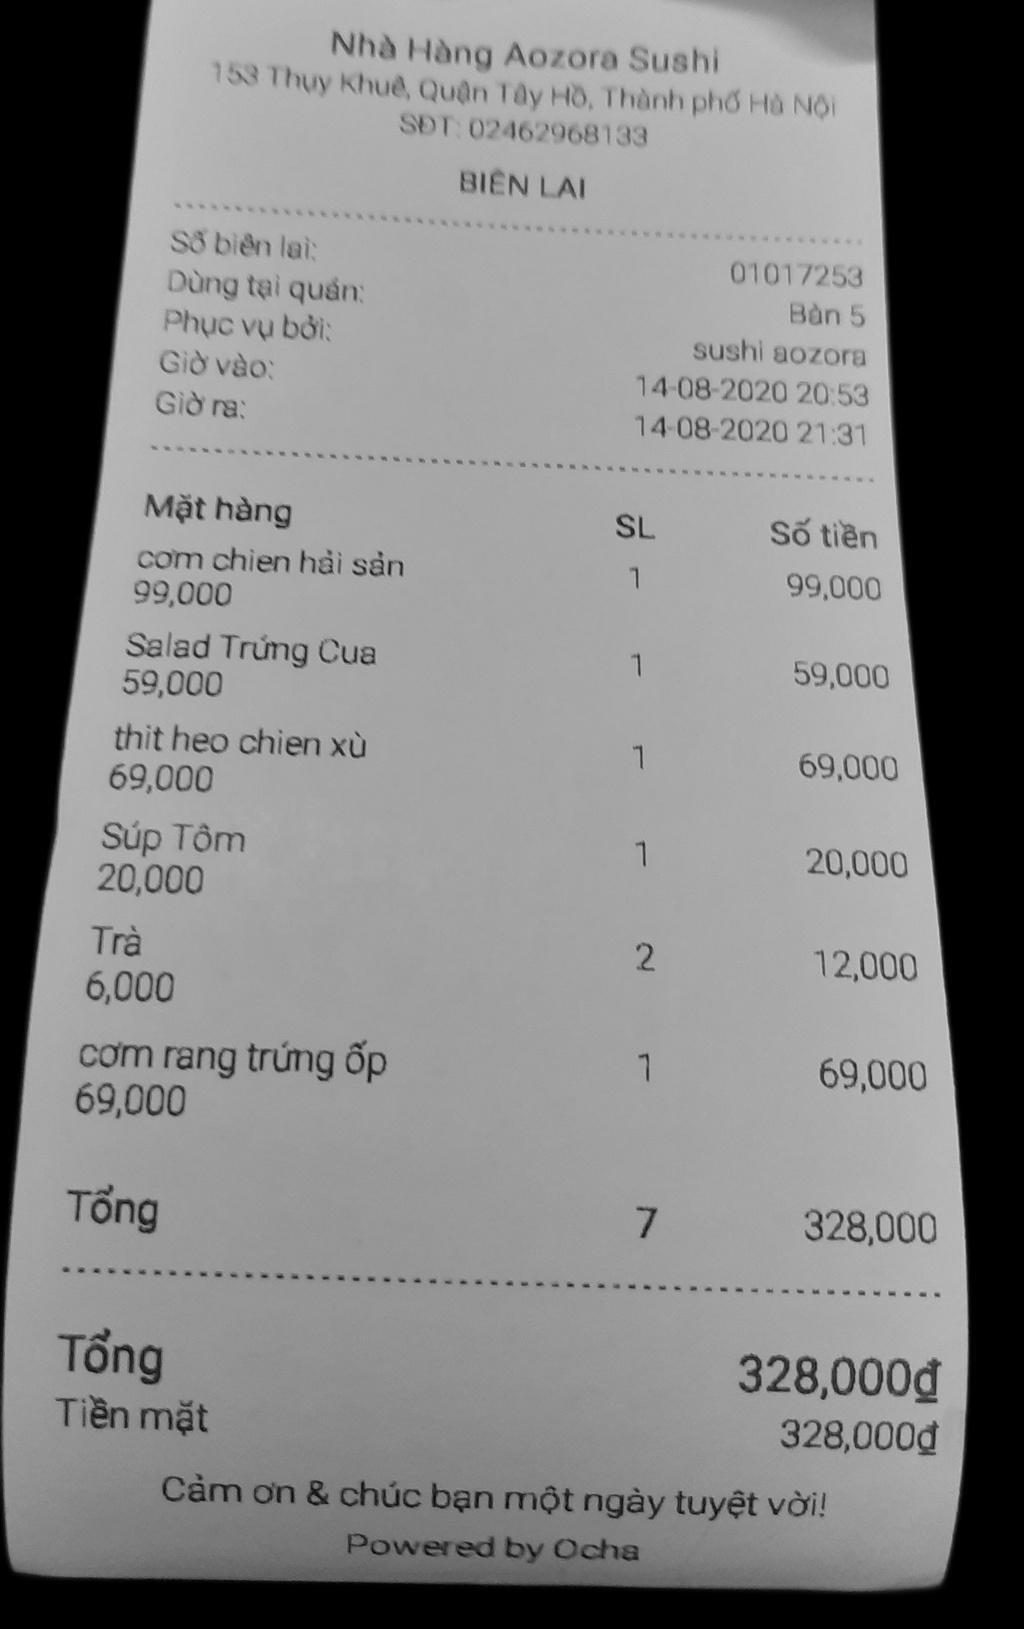 Nhà Hàng Aozora Sushi
153 Thụy Khuê, Quận Tây Hồ, Thành phố Hà Nội
SĐT: 02462968133
BIÊN LAI
Số biên lai: 01017253
Dùng tại quán: Bàn 5
Phục vụ bởi: sushi aozora
Giờ vào: 14-08-2020 20:53
Giờ ra: 14-08-2020 21:31
Mặt hàng SL Số tiền
cơm chien hải sản 1 99,000
99,000
Salad Trứng Cua 1 59,000
59,000
thit heo chien xù 1 69,000
69,000
Súp Tôm 1 20,000
20,000
Trà 2 12,000
6,000
cơm rang trứng ốp 1 69,000
69,000
Tổng 7 328,000
Tổng 328,000₫
Tiền mặt 328,000₫
Cảm ơn & chúc bạn một ngày tuyệt vời!
Powered by Ocha